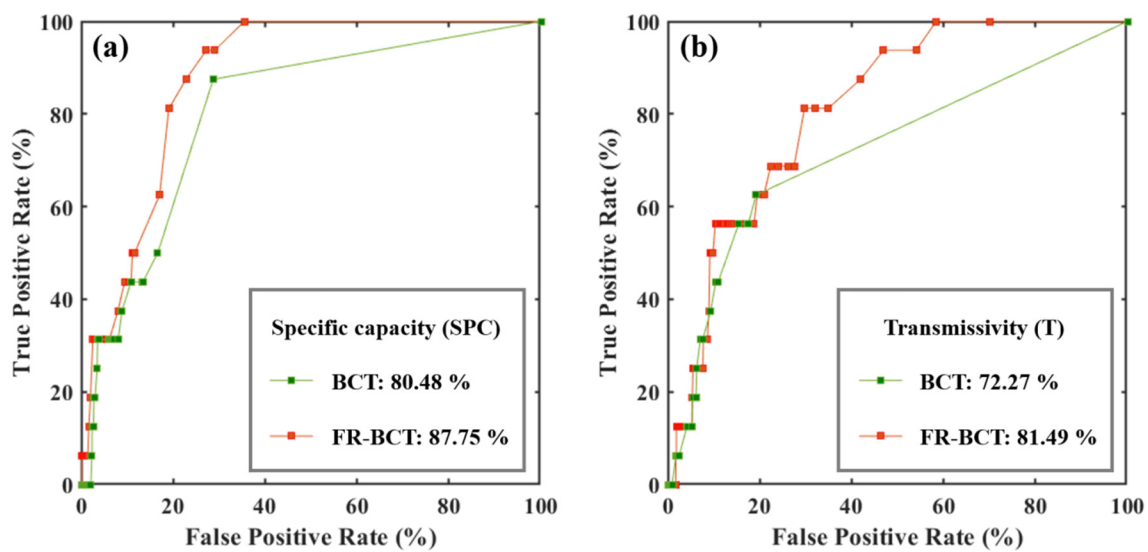 (a)
True Positive Rate (%)
100
80
60
40
20
0
Specific capacity (SPC)
BCT: 80.48 %
FR-BCT: 87.75 %
0 20 40 60 80 100
False Positive Rate (%)
(b)
True Positive Rate (%)
100
80
60
40
20
0
Transmissivity (T)
BCT: 72.27 %
FR-BCT: 81.49 %
0 20 40 60 80 100
False Positive Rate (%)